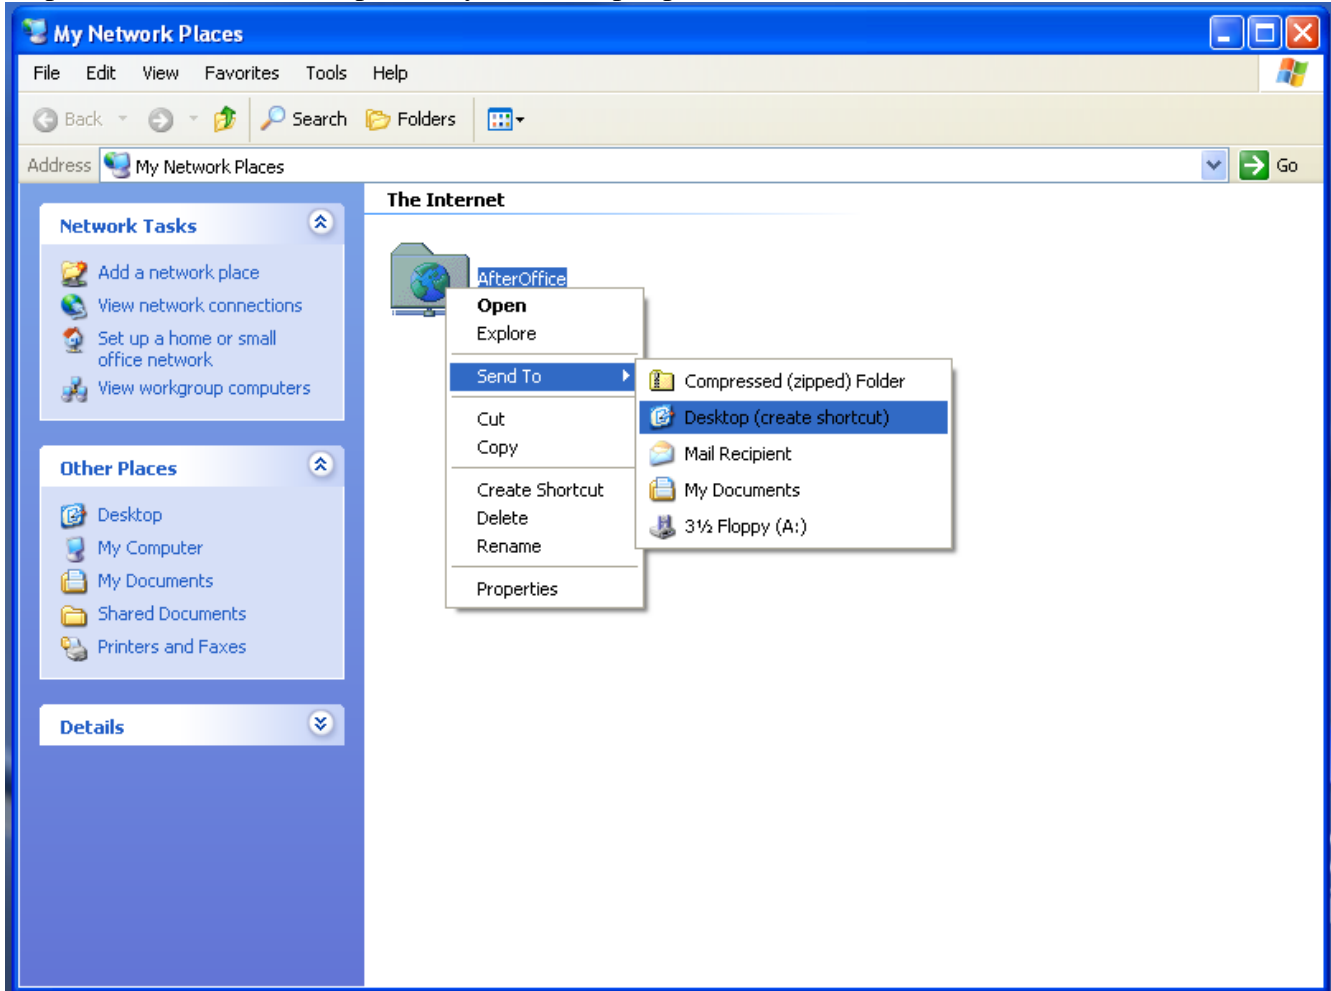 My Network Places
File Edit View Favorites Tools Help
Back Search Folders
Address My Network Places Go
The Internet
Network Tasks
Add a network place
View network connections
Set up a home or small
office network
View workgroup computers
Other Places
Desktop
My Computer
My Documents
Shared Documents
Printers and Faxes
Details
AfterOffice
Open
Explore
Send To
Cut
Copy
Create Shortcut
Delete
Rename
Properties
Compressed (zipped) Folder
Desktop (create shortcut)
Mail Recipient
My Documents
3½ Floppy (A:)